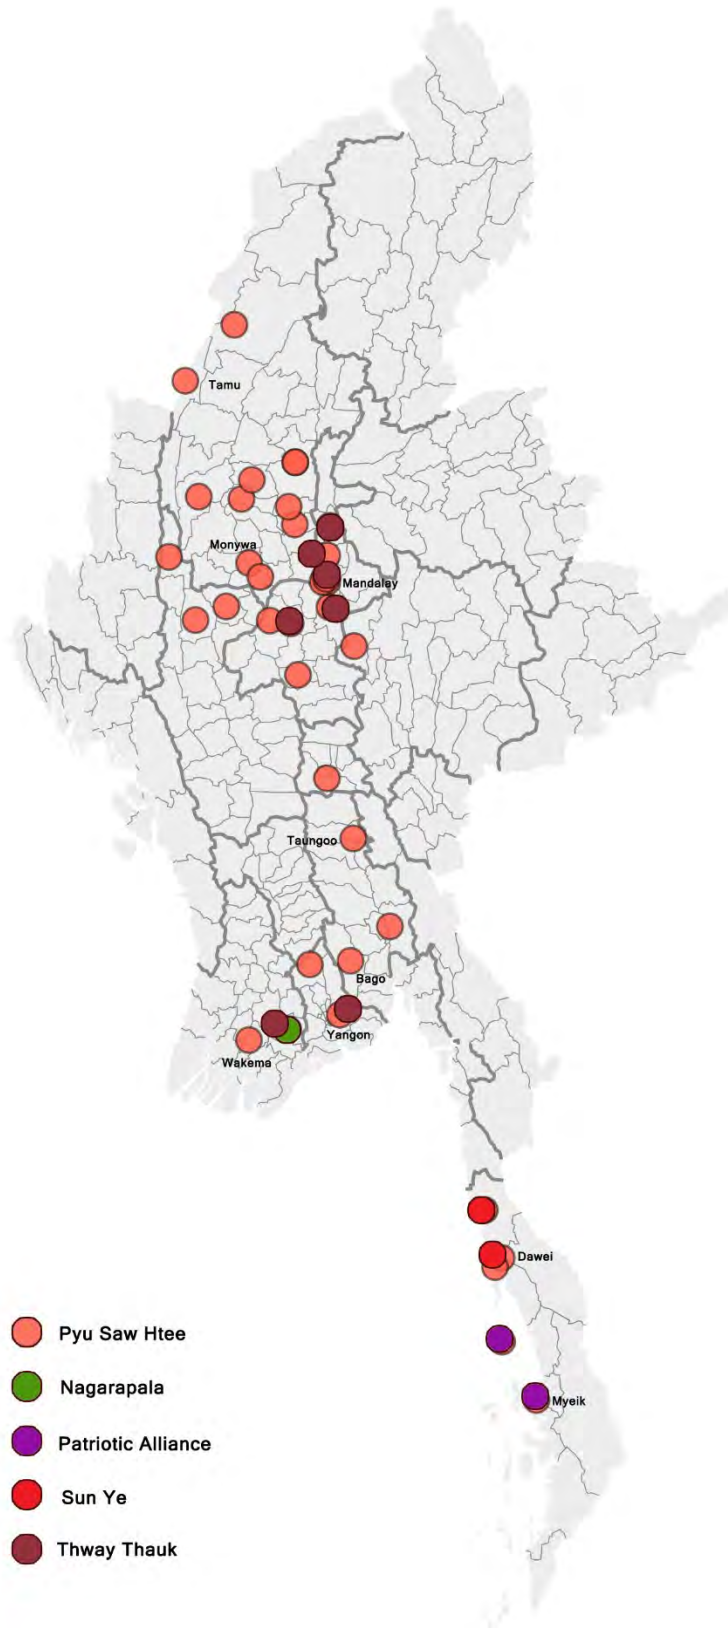 Tamu
Monywa
Mandalay
Taungoo
Bago
Yangon
Wakema
Dawei
Myeik
Pyu Saw Htee
Nagarapala
Patriotic Alliance
Sun Ye
Thway Thauk